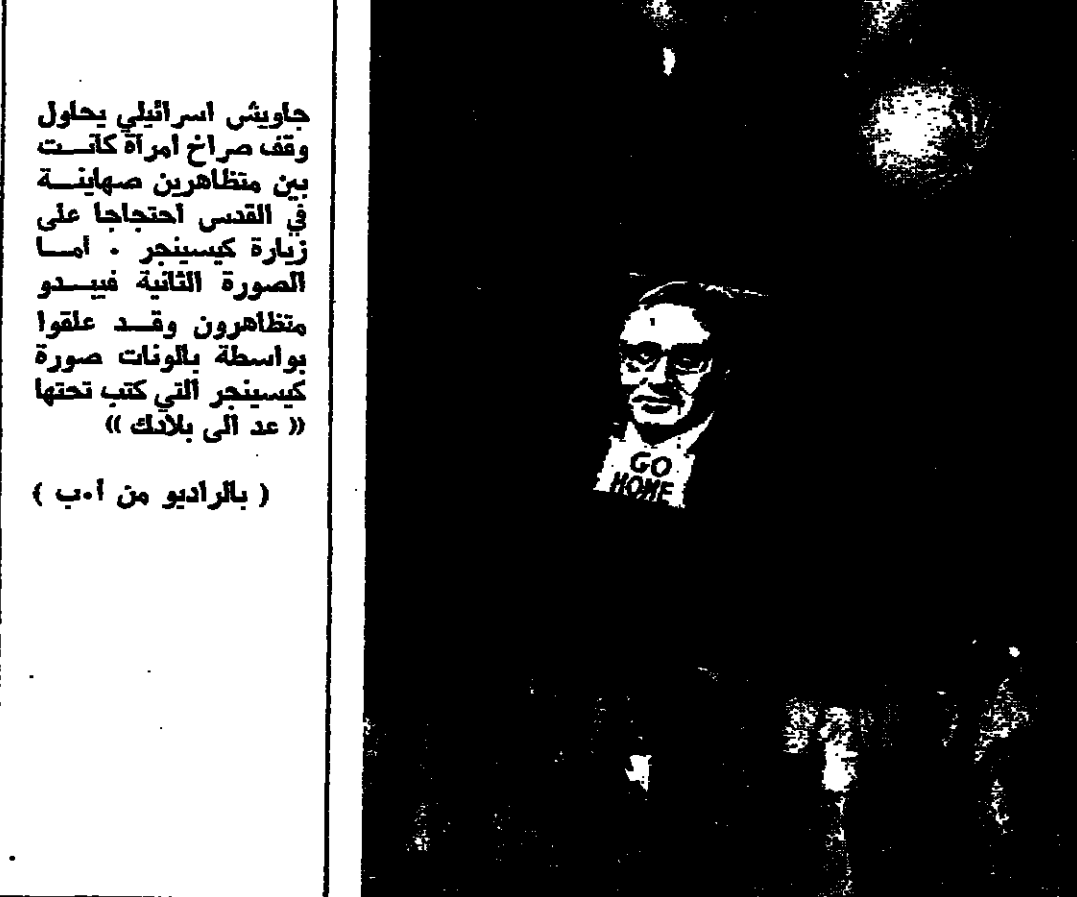 جاويش اسرائيلي يحاول
وقف صراخ امرأة كانت
بين متظاهرين صهاينة
في القدس احتجاجا على
زيارة كيسينجر . أما
الصورة الثانية فيبدو
متظاهرون وقد علقوا
بواسطة بالونات صورة
كيسينجر التي كتب تحتها
« عد الى بلادك »
( بالراديو من أ.ب )
GO
HOME